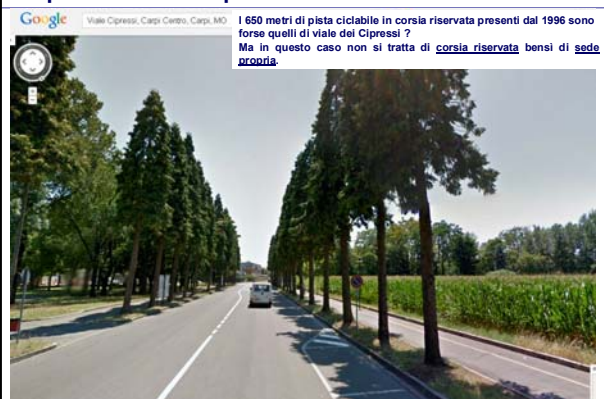 Google
Viale Cipressi, Carpi Centro, Carpi, MO
I 650 metri di pista ciclabile in corsia riservata presenti dal 1996 sono
forse quelli di viale dei Cipressi ?
Ma in questo caso non si tratta di corsia riservata bensì di sede
propria.